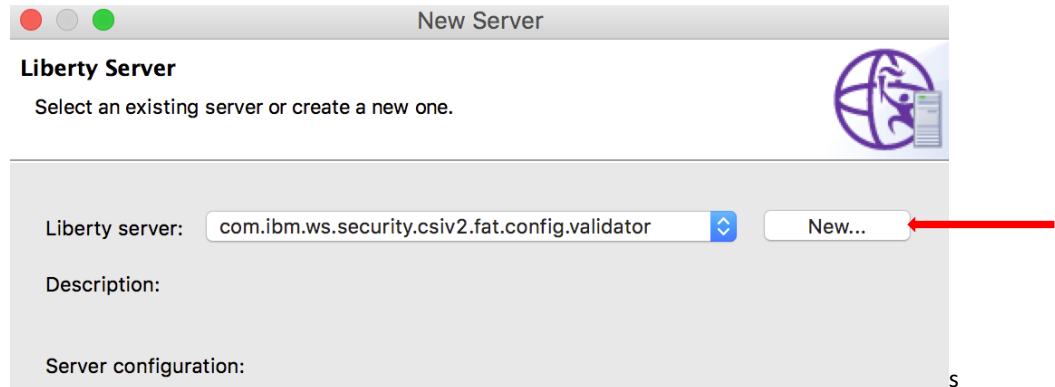 New Server
Liberty Server
Select an existing server or create a new one.
Liberty server: com.ibm.ws.security.csiv2.fat.config.validator New...
Description:
Server configuration:
s